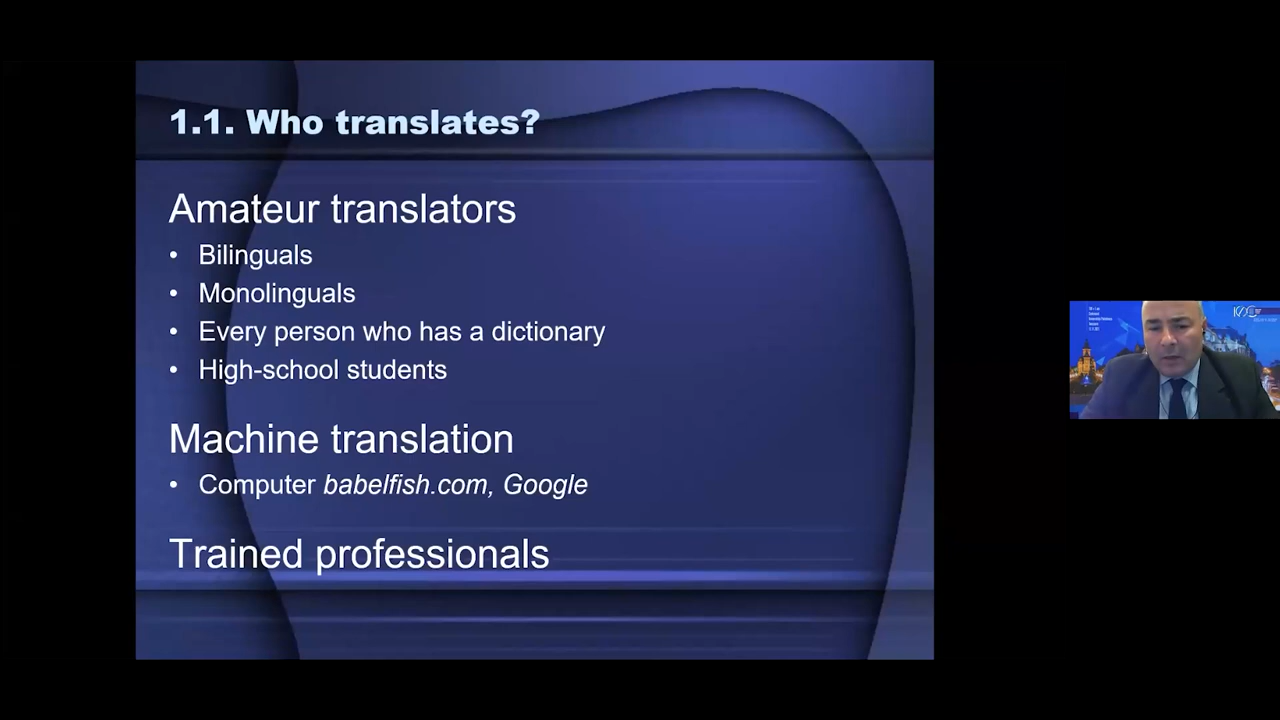 1.1. Who translates?
Amateur translators
• Bilinguals
• Monolinguals
• Every person who has a dictionary
• High-school students
Machine translation
• Computer babelfish.com, Google
Trained professionals